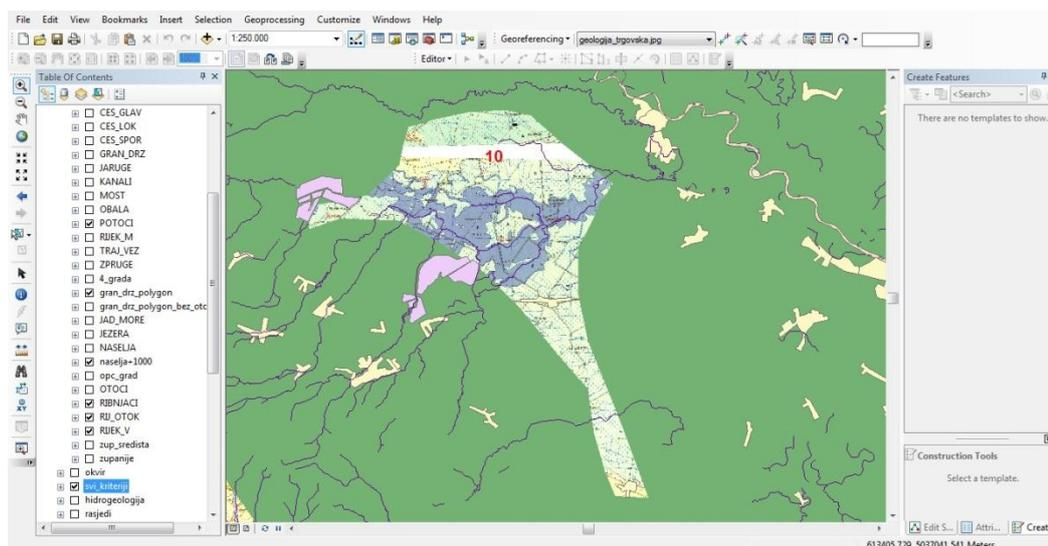 File Edit View Bookmarks Insert Selection Geoprocessing Customize Windows Help
1:250.000
Georeferencing geologija_trgovska.jpg
Editor
Table Of Contents
CES_GLAV
CES_LOK
CES_SPOR
GRAN_DRZ
JARUGE
KANALI
MOST
OBALA
POTOCI
RIJEK_M
TRAJ_VEZ
ZPRUGE
4_grada
gran_drz_polygon
gran_drz_polygon_bez_otc
JAD_MORE
JEZERA
NASELJA
naselja+1000
opc_grad
OTOCI
RIBNJACI
RIJ_OTOK
RIJEK_V
zup_sredista
zupanije
okvir
svi_kriteriji
hidrogeologija
rasjedi
10
Create Features
<Search>
There are no templates to show.
Construction Tools
Select a template.
Edit S... Attri... Creat
613405,729 5037041,541 Meters